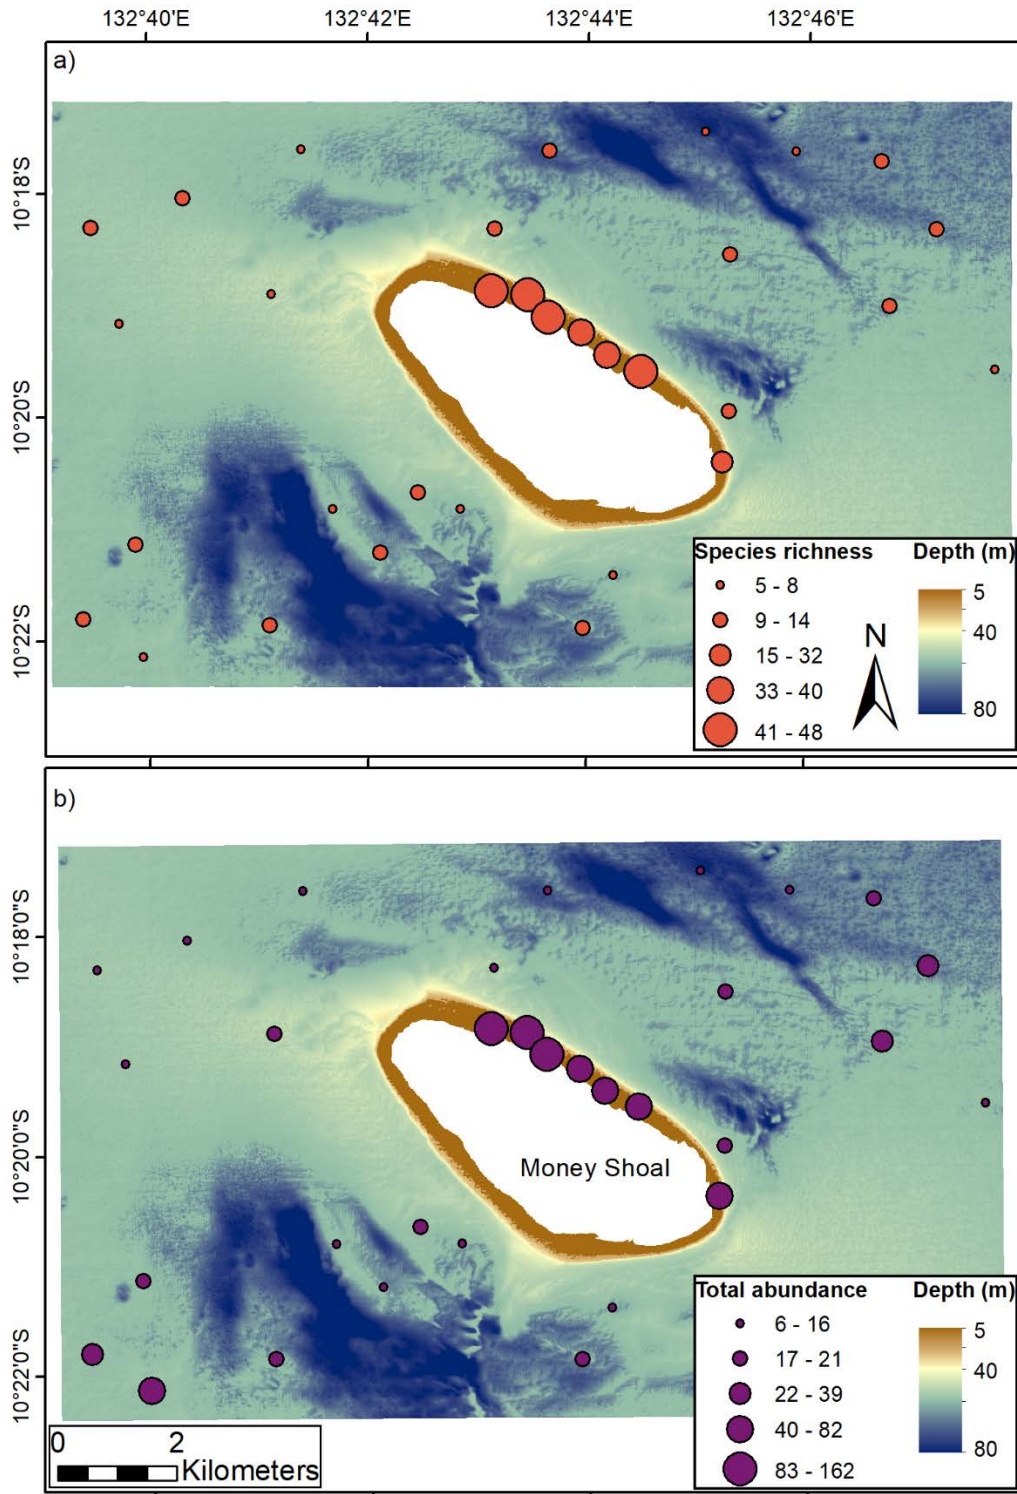 132°40'E 132°42'E 132°44'E 132°46'E
a)
10°18'S
10°20'S
10°22'S
Species richness Depth (m)
5 - 8 5
9 - 14 40
15 - 32 N
33 - 40
41 - 48 80
b)
10°18'0"S
10°20'0"S
10°22'0"S
Money Shoal
Total abundance Depth (m)
6 - 16 5
17 - 21 40
22 - 39
40 - 82
83 - 162 80
0 2
Kilometers